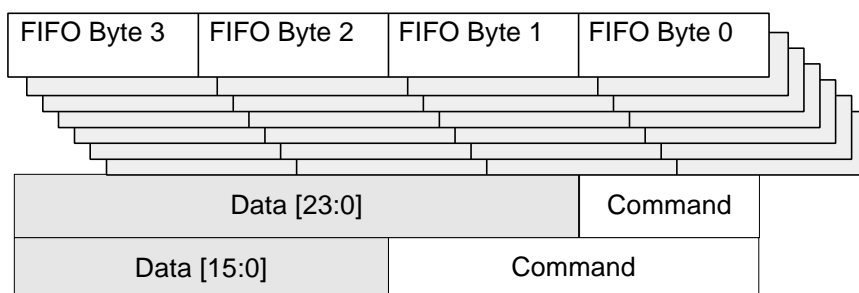 FIFO Byte 3 FIFO Byte 2 FIFO Byte 1 FIFO Byte 0
Data [23:0] Command
Data [15:0] Command